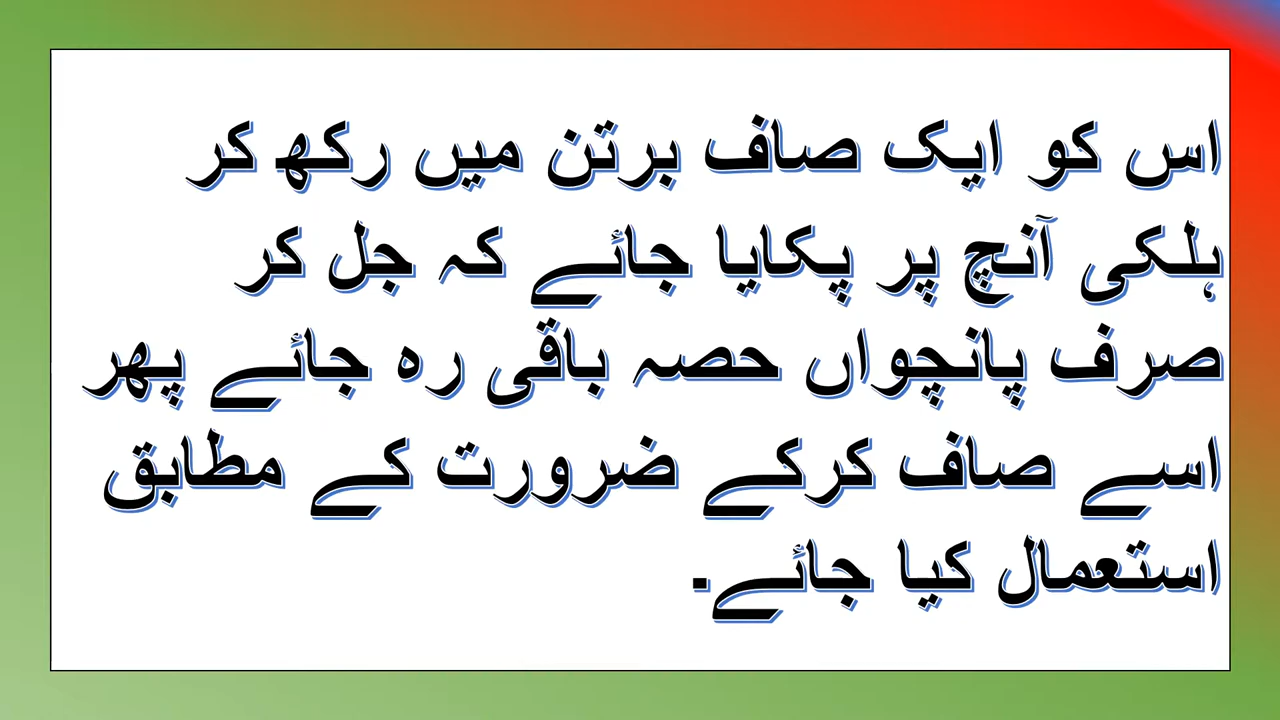 اس کو ایک صاف برتن میں رکھ کر
ہلکی آنچ پر پکایا جائے کہ جل کر
صرف پانچواں حصہ باقی رہ جائے پھر
اسے صاف کرکے ضرورت کے مطابق
استعمال کیا جائے.